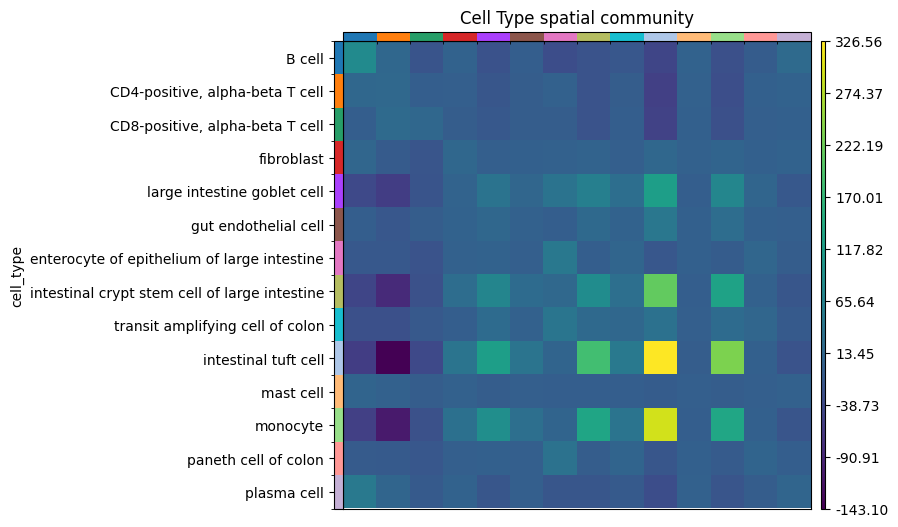 Cell Type spatial community
B cell
CD4-positive, alpha-beta T cell
CD8-positive, alpha-beta T cell
fibroblast
large intestine goblet cell
gut endothelial cell
enterocyte of epithelium of large intestine
intestinal crypt stem cell of large intestine
transit amplifying cell of colon
intestinal tuft cell
mast cell
monocyte
paneth cell of colon
plasma cell
cell_type
326.56
274.37
222.19
170.01
117.82
65.64
13.45
-38.73
-90.91
-143.10